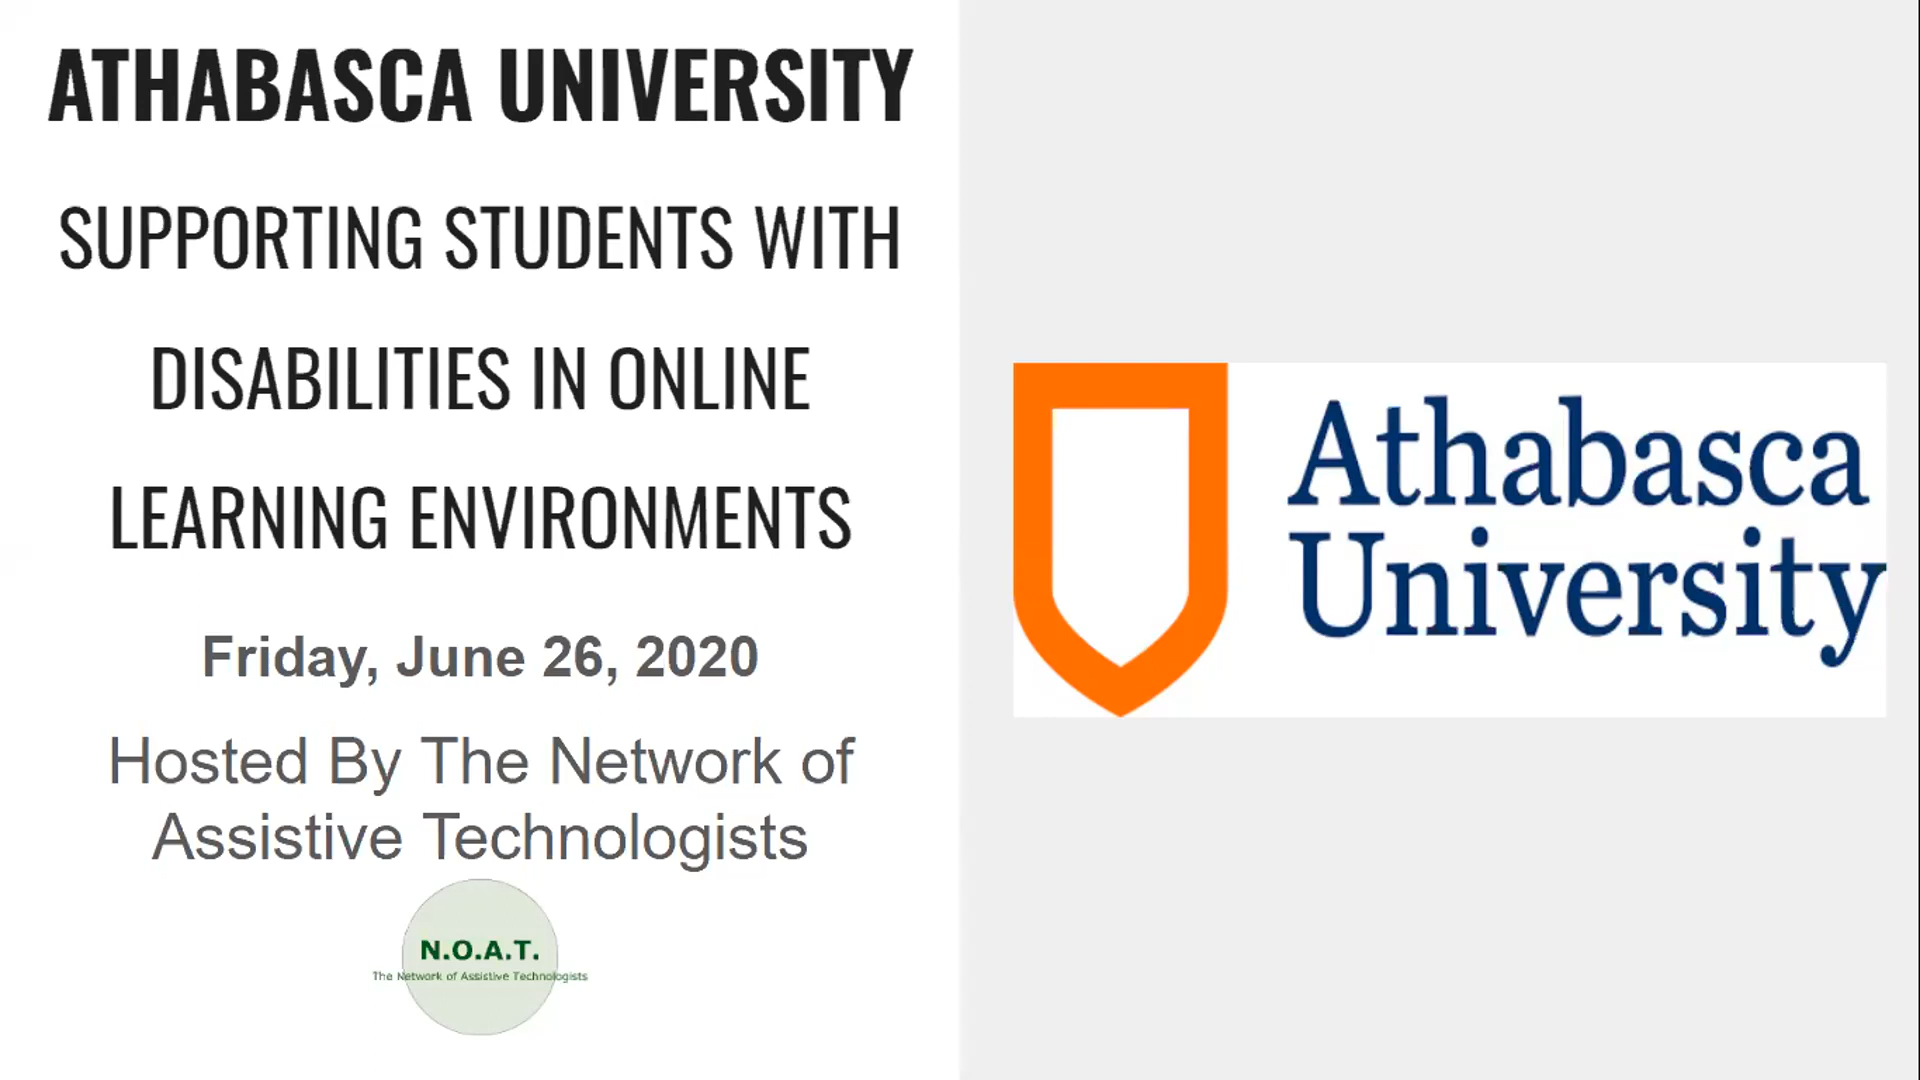 ATHABASCA UNIVERSITY
SUPPORTING STUDENTS WITH
DISABILITIES IN ONLINE
LEARNING ENVIRONMENTS
Friday, June 26, 2020
Hosted By The Network of
Assistive Technologists
N.O.A.T.
The Network of Assistive Technologists
Athabasca
University